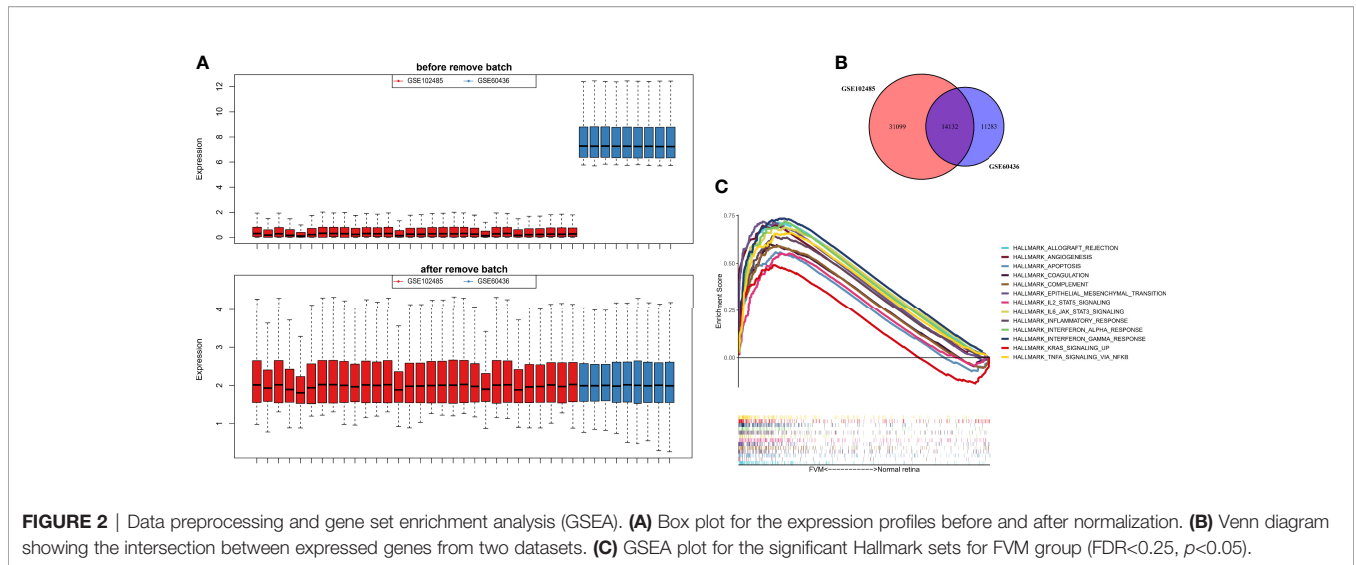 A
before remove batch
GSE102485 GSE60436
Expression
12
10
8
6
4
2
0
after remove batch
GSE102485 GSE60436
Expression
4
3
2
1
B
GSE102485
31099 14132 11283
GSE60436
C
Enrichment Score
0.75
0.50
0.25
0.00
HALLMARK_ALLOGRAFT_REJECTION
HALLMARK_ANGIOGENESIS
HALLMARK_APOPTOSIS
HALLMARK_COAGULATION
HALLMARK_COMPLEMENT
HALLMARK_EPITHELIAL_MESENCHYMAL_TRANSITION
HALLMARK_IL2_STAT5_SIGNALING
HALLMARK_IL6_JAK_STAT3_SIGNALING
HALLMARK_INFLAMMATORY_RESPONSE
HALLMARK_INTERFERON_ALPHA_RESPONSE
HALLMARK_INTERFERON_GAMMA_RESPONSE
HALLMARK_KRAS_SIGNALING_UP
HALLMARK_TNFA_SIGNALING_VIA_NFKB
FVM<----------->Normal retina
FIGURE 2 | Data preprocessing and gene set enrichment analysis (GSEA). (A) Box plot for the expression profiles before and after normalization. (B) Venn diagram
showing the intersection between expressed genes from two datasets. (C) GSEA plot for the significant Hallmark sets for FVM group (FDR<0.25, p<0.05).